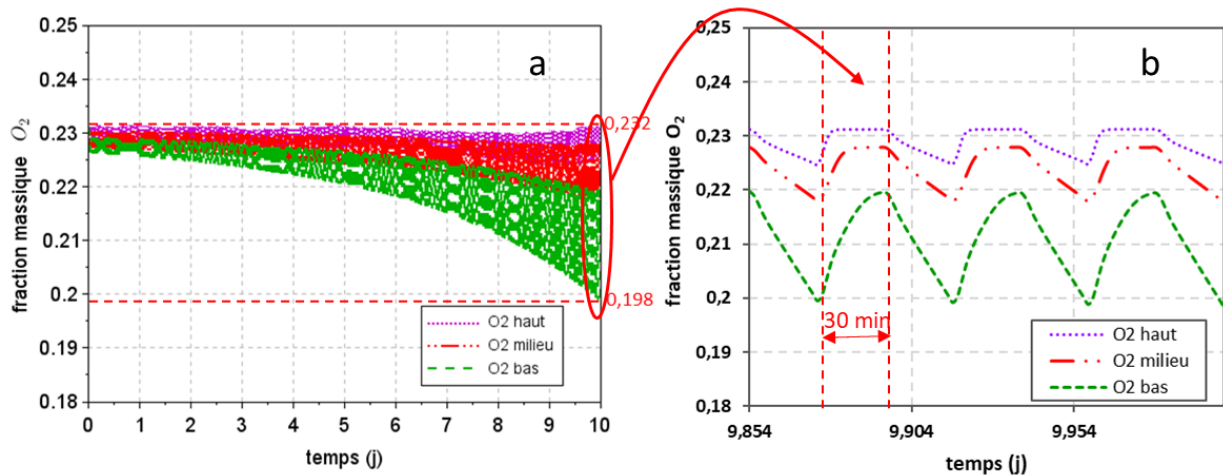 a
fraction massique O₂
0.25
0.24
0.23
0.22
0.21
0.2
0.19
0.18
0,232
0,198
O2 haut
O2 milieu
O2 bas
0 1 2 3 4 5 6 7 8 9 10
temps (j)
b
fraction massique O₂
0,25
0,24
0,23
0,22
0,21
0,2
0,19
0,18
30 min
O2 haut
O2 milieu
O2 bas
9,854 9,904 9,954
temps (j)